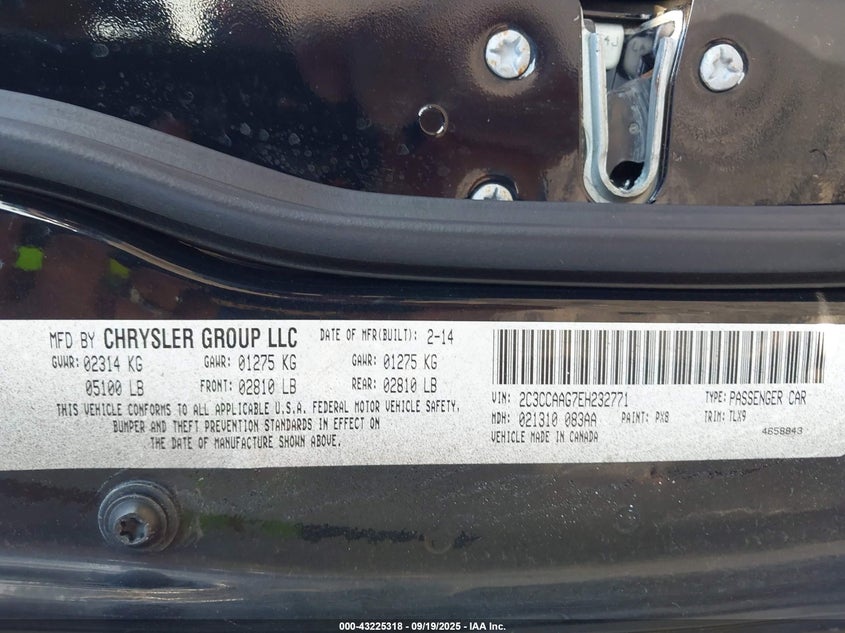 MFD BY CHRYSLER GROUP LLC DATE OF MFR(BUILT): 2-14
GVWR: 02314 KG GAWR: 01275 KG GAWR: 01275 KG
05100 LB FRONT: 02810 LB REAR: 02810 LB
THIS VEHICLE CONFORMS TO ALL APPLICABLE U.S.A. FEDERAL MOTOR VEHICLE SAFETY,
BUMPER AND THEFT PREVENTION STANDARDS IN EFFECT ON
THE DATE OF MANUFACTURE SHOWN ABOVE.
VIN: 2C3CCAAG7EH232771 TYPE: PASSENGER CAR
MDH: 021310 083AA PAINT: PX8 TRIM: TLX9
VEHICLE MADE IN CANADA 4658843
000-43225318 - 09/19/2025 - IAA Inc.